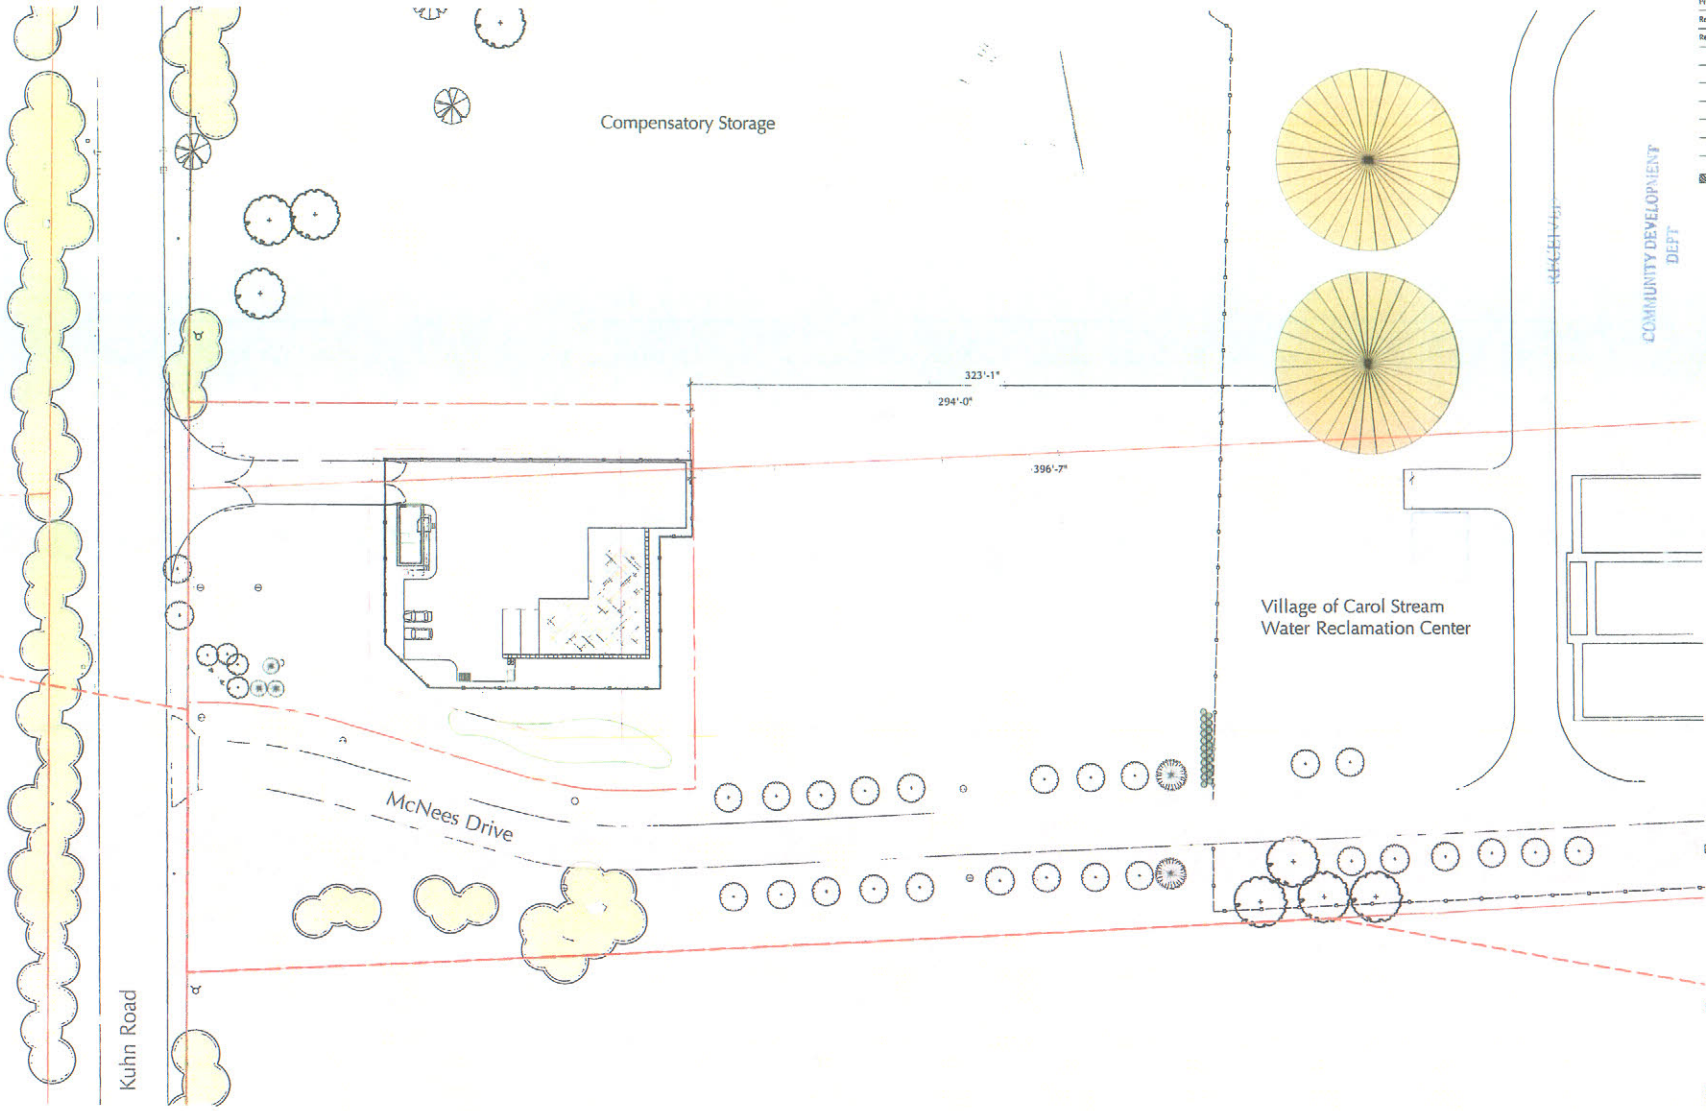 Compensatory Storage
COMMUNITY DEVELOPMENT
DEPT
323'-1"
294'-0"
396'-7"
Village of Carol Stream
Water Reclamation Center
McNees Drive
Kuhn Road